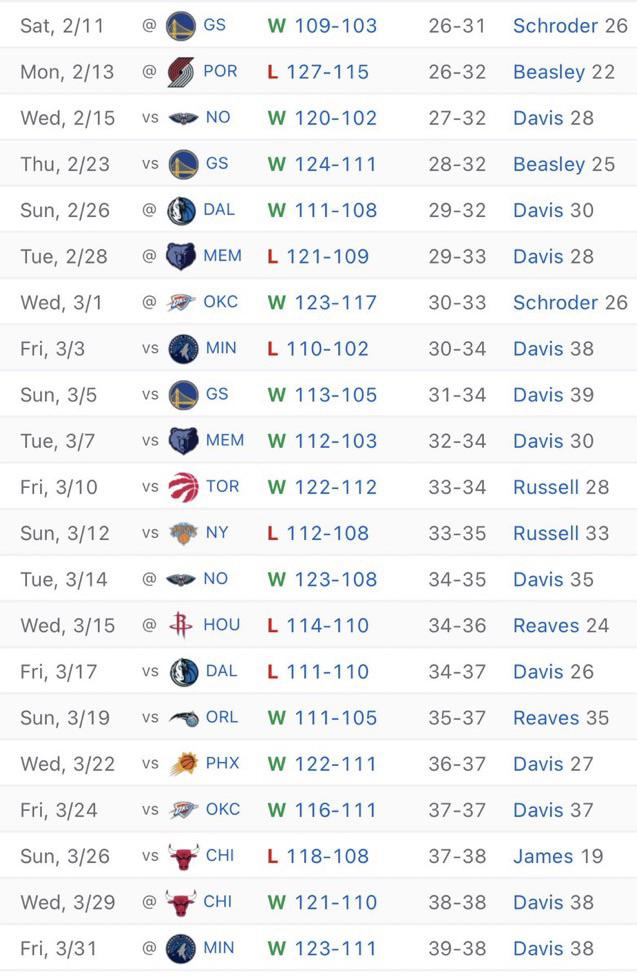 Sat, 2/11 @ GS W 109-103 26-31 Schroder 26
Mon, 2/13 @ POR L 127-115 26-32 Beasley 22
Wed, 2/15 vs NO W 120-102 27-32 Davis 28
Thu, 2/23 vs GS W 124-111 28-32 Beasley 25
Sun, 2/26 @ DAL W 111-108 29-32 Davis 30
Tue, 2/28 @ MEM L 121-109 29-33 Davis 28
Wed, 3/1 @ OKC W 123-117 30-33 Schroder 26
Fri, 3/3 vs MIN L 110-102 30-34 Davis 38
Sun, 3/5 vs GS W 113-105 31-34 Davis 39
Tue, 3/7 vs MEM W 112-103 32-34 Davis 30
Fri, 3/10 vs TOR W 122-112 33-34 Russell 28
Sun, 3/12 vs NY L 112-108 33-35 Russell 33
Tue, 3/14 @ NO W 123-108 34-35 Davis 35
Wed, 3/15 @ HOU L 114-110 34-36 Reaves 24
Fri, 3/17 vs DAL L 111-110 34-37 Davis 26
Sun, 3/19 vs ORL W 111-105 35-37 Reaves 35
Wed, 3/22 vs PHX W 122-111 36-37 Davis 27
Fri, 3/24 vs OKC W 116-111 37-37 Davis 37
Sun, 3/26 vs CHI L 118-108 37-38 James 19
Wed, 3/29 @ CHI W 121-110 38-38 Davis 38
Fri, 3/31 @ MIN W 123-111 39-38 Davis 38